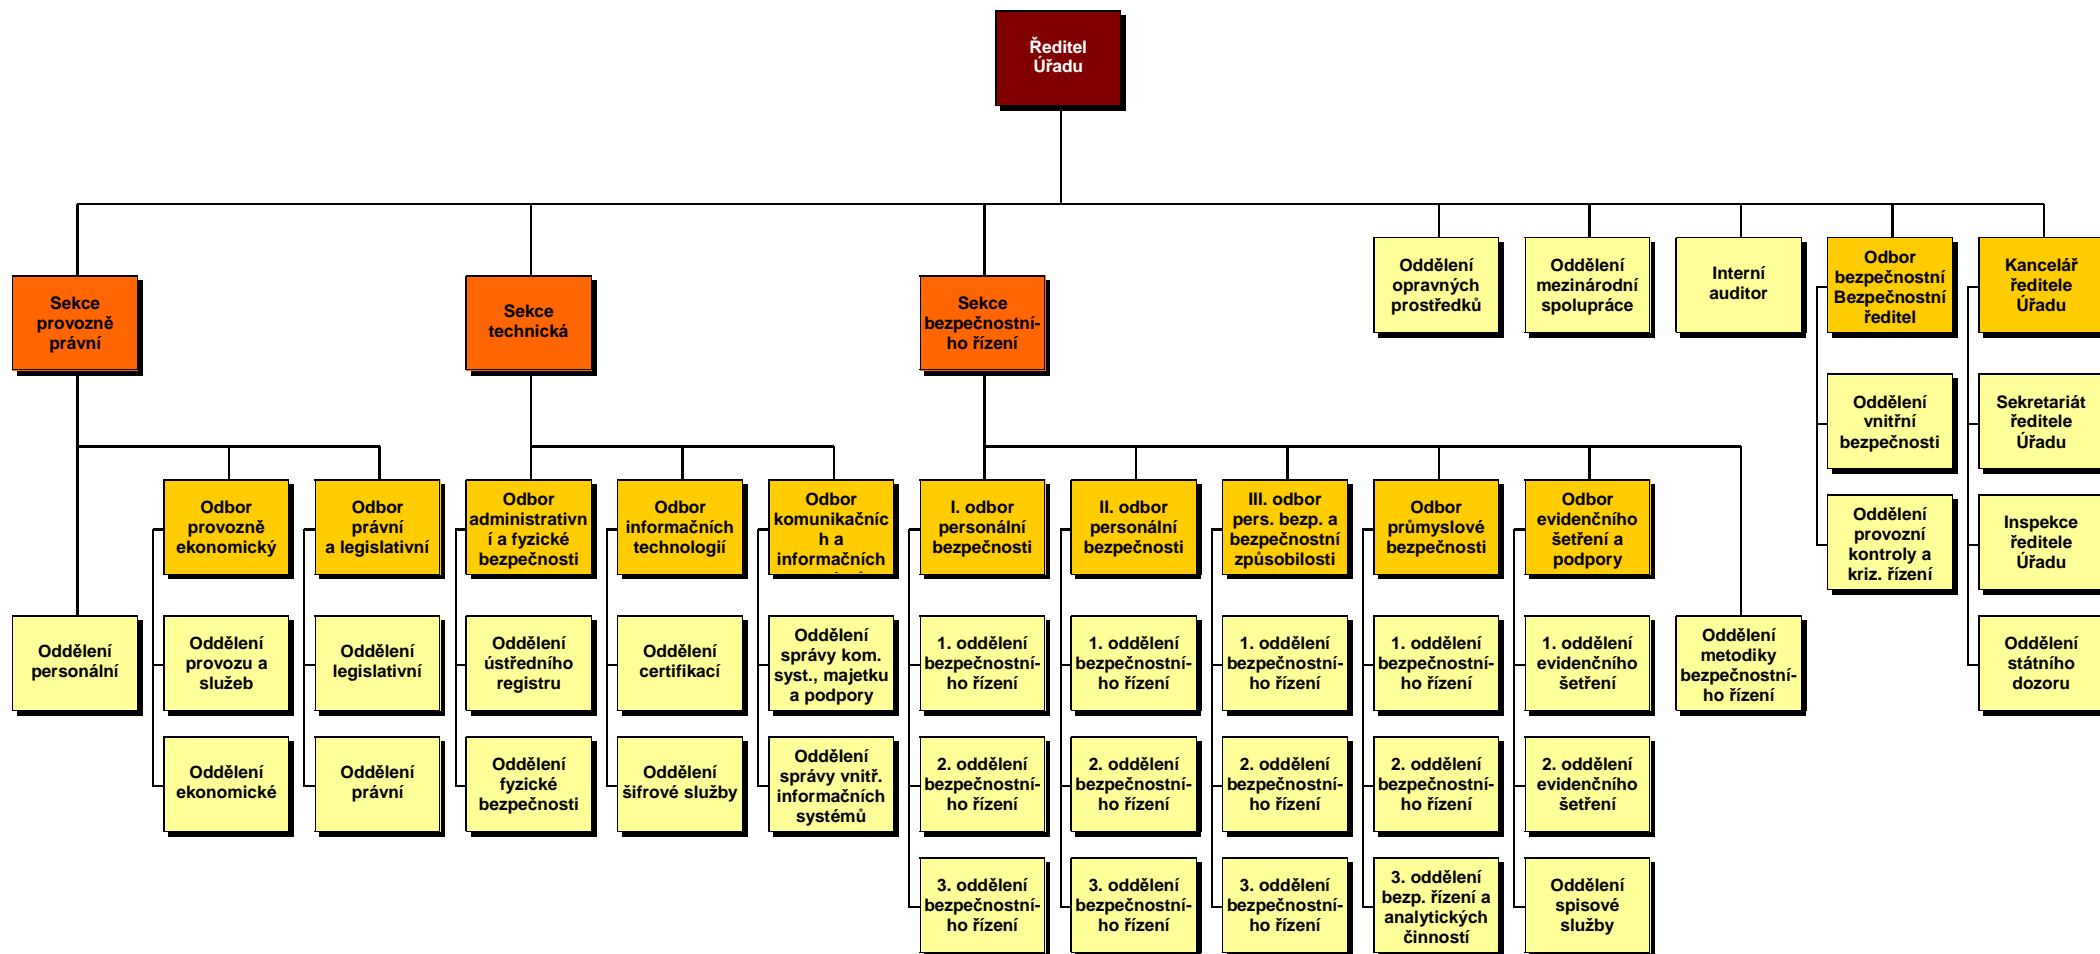 Ředitel
Úřadu
Sekce
provozně
právní
Sekce
technická
Sekce
bezpečnostní-
ho řízení
Oddělení
opravných
prostředků
Oddělení
mezinárodní
spolupráce
Interní
auditor
Odbor
bezpečnostní
Bezpečnostní
ředitel
Kancelář
ředitele
Úřadu
Oddělení
vnitřní
bezpečnosti
Sekretariát
ředitele
Úřadu
Odbor
provozně
ekonomický
Odbor
právní
a legislativní
Odbor
administrativn
í a fyzické
bezpečnosti
Odbor
informačních
technologií
Odbor
komunikačníc
h a
informačních
I. odbor
personální
bezpečnosti
II. odbor
personální
bezpečnosti
III. odbor
pers. bezp. a
bezpečnostní
způsobilosti
Odbor
průmyslové
bezpečnosti
Odbor
evidenčního
šetření a
podpory
Oddělení
provozní
kontroly a
kriz. řízení
Inspekce
ředitele
Úřadu
Oddělení
personální
Oddělení
provozu a
služeb
Oddělení
legislativní
Oddělení
ústředního
registru
Oddělení
certifikací
Oddělení
správy kom.
syst., majetku
a podpory
1. oddělení
bezpečnostní-
ho řízení
1. oddělení
bezpečnostní-
ho řízení
1. oddělení
bezpečnostní-
ho řízení
1. oddělení
bezpečnostní-
ho řízení
1. oddělení
evidenčního
šetření
Oddělení
metodiky
bezpečnostní-
ho řízení
Oddělení
státního
dozoru
Oddělení
ekonomické
Oddělení
právní
Oddělení
fyzické
bezpečnosti
Oddělení
šifrové služby
Oddělení
správy vnitř.
informačních
systémů
2. oddělení
bezpečnostní-
ho řízení
2. oddělení
bezpečnostní-
ho řízení
2. oddělení
bezpečnostní-
ho řízení
2. oddělení
bezpečnostní-
ho řízení
2. oddělení
evidenčního
šetření
3. oddělení
bezpečnostní-
ho řízení
3. oddělení
bezpečnostní-
ho řízení
3. oddělení
bezpečnostní-
ho řízení
3. oddělení
bezp. řízení a
analytických
činností
Oddělení
spisové
služby